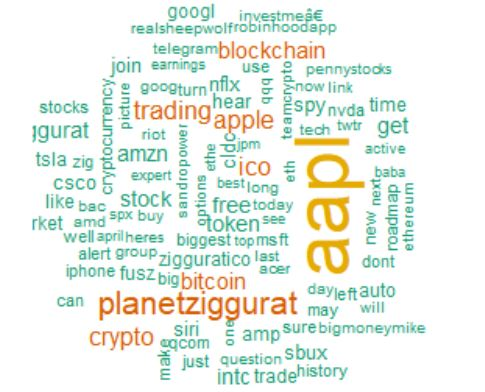 googl
investmeâ€
realsheepwolf robinhoodapp
telegram blockchain
join earnings use pennystocks
cryptocurrency picture goog turn nflx qqq teamcrypto now link
stocks trading hear spy nvda time
ggurat riot apple tech twtr get
tsla zig amzn sandropower ethe cldc jpm active
csco expert ico eth baba
like bac stock options best long aapl next
rket amd spx buy free today new roadmap ethereum
well april heres token see
alert group biggest top msft
iphone fusz zigguratico last dont
big bitcoin acer
can planetziggurat day left auto
may will
crypto siri one amp sure bigmoneymike
make qcom
just question sbux
intc trade history